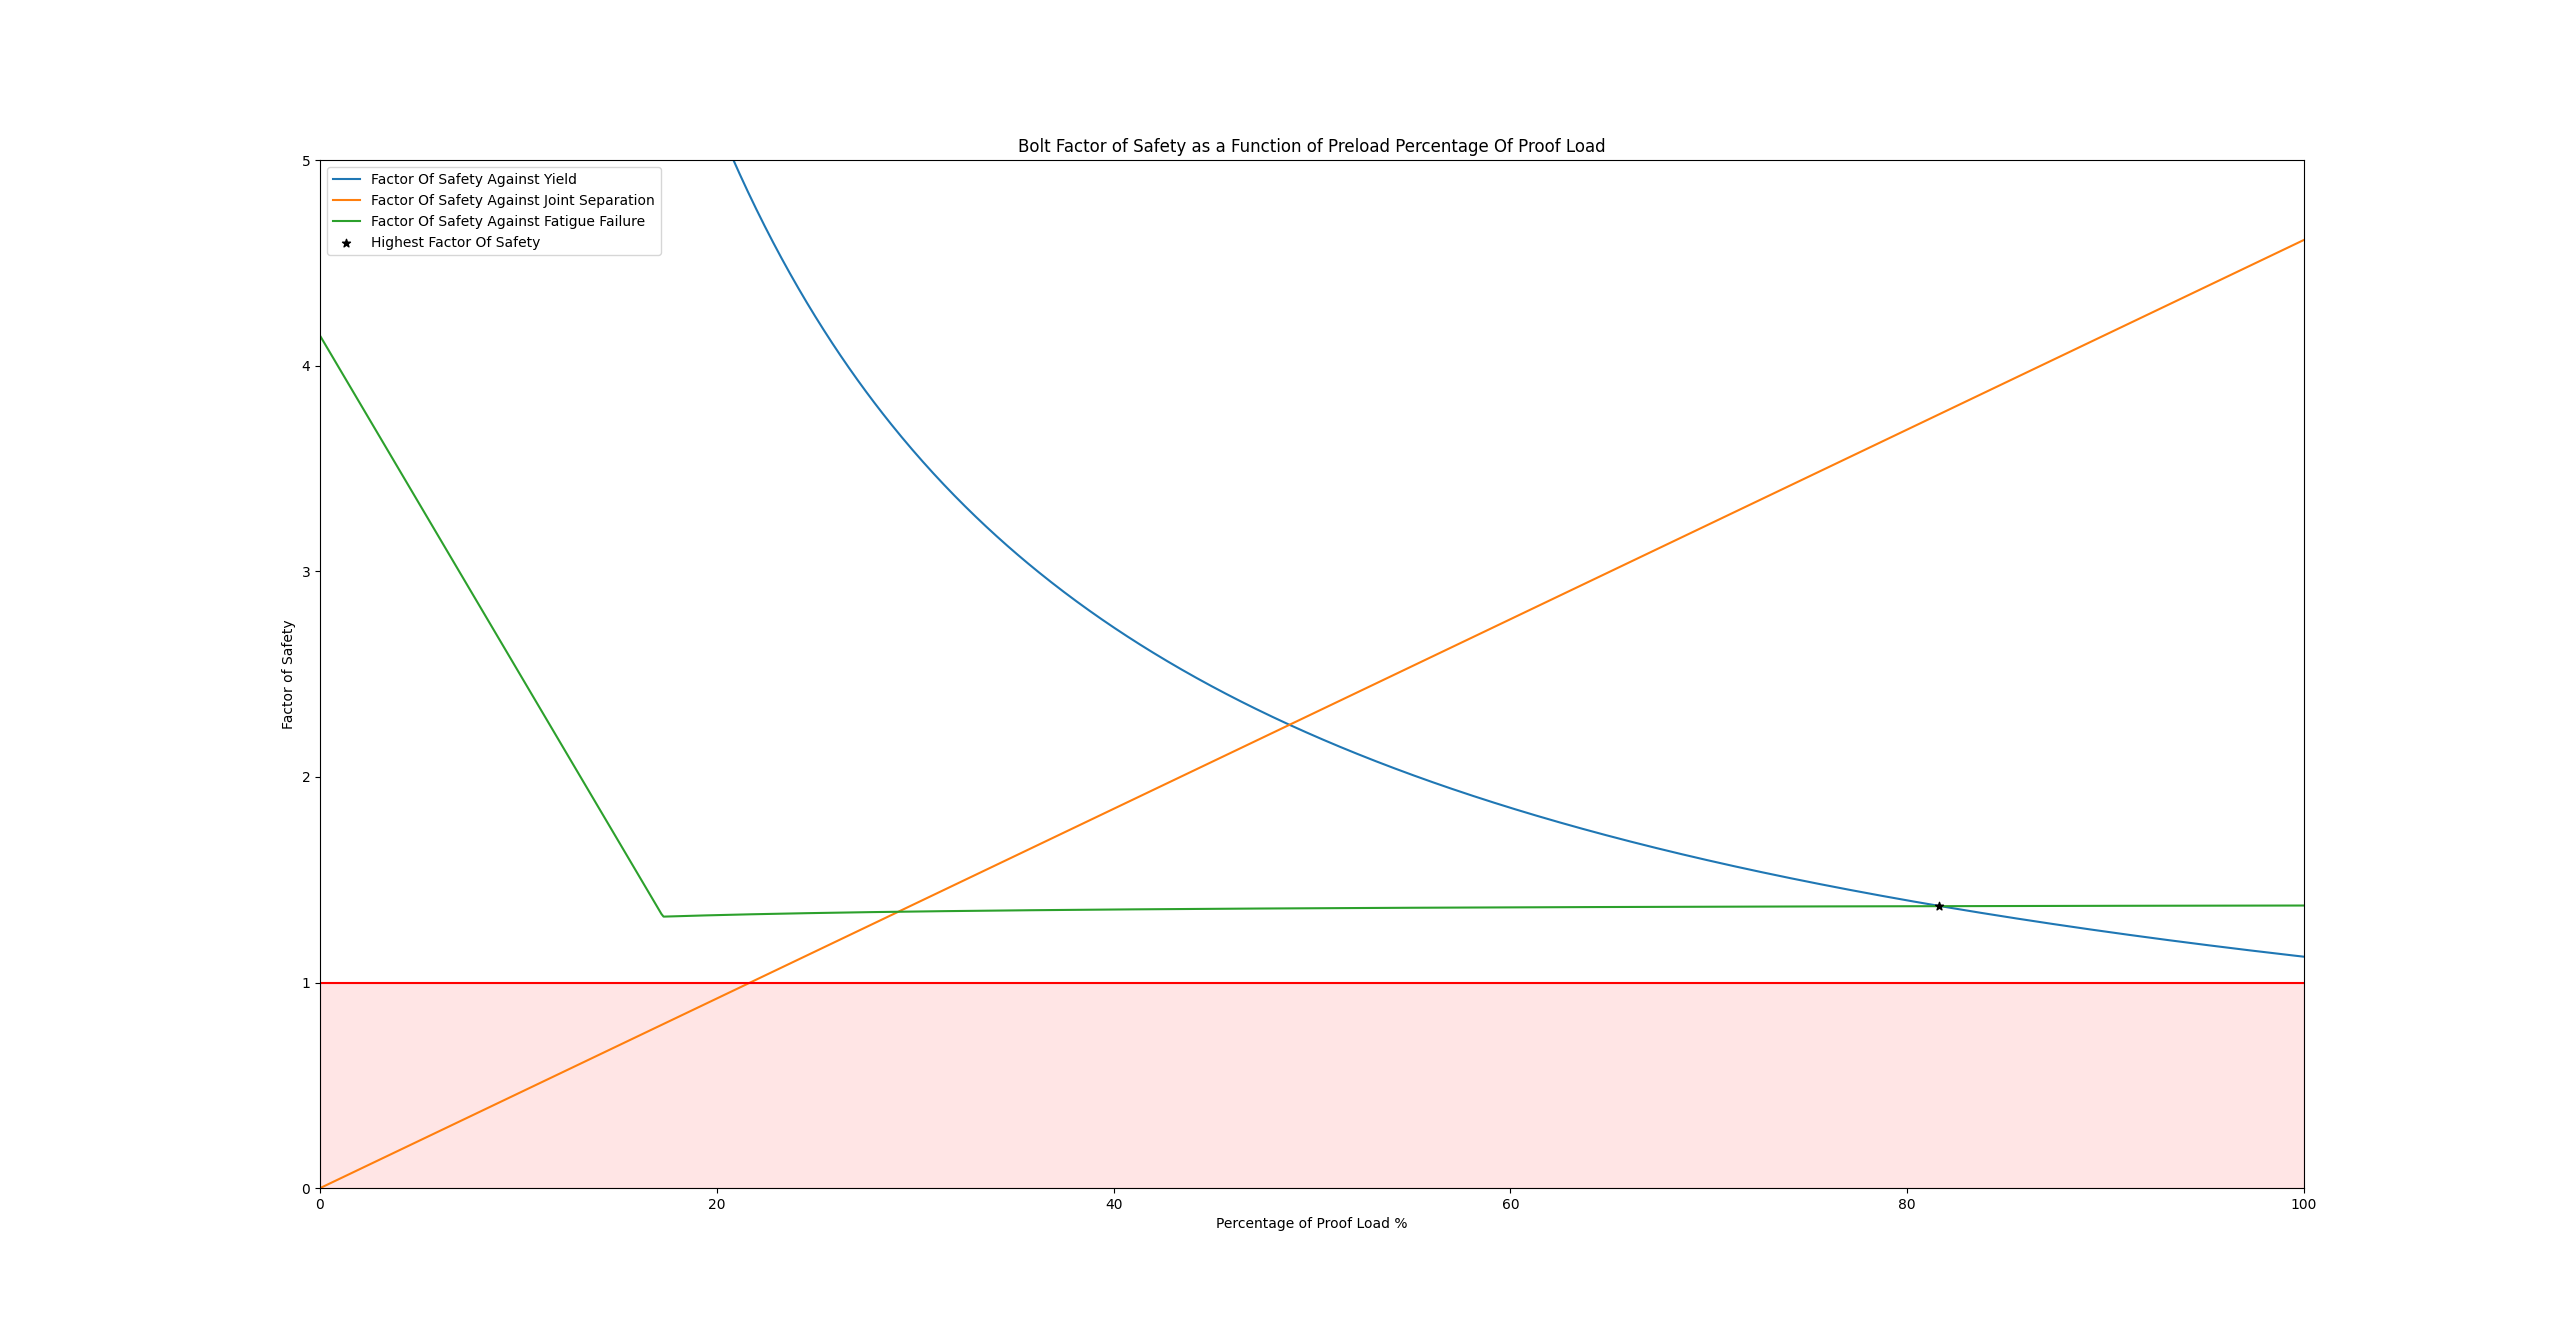 Bolt Factor of Safety as a Function of Preload Percentage Of Proof Load
Factor Of Safety Against Yield
Factor Of Safety Against Joint Separation
Factor Of Safety Against Fatigue Failure
Highest Factor Of Safety
5
4
3
2
1
0
Factor of Safety
0 20 40 60 80 100
Percentage of Proof Load %